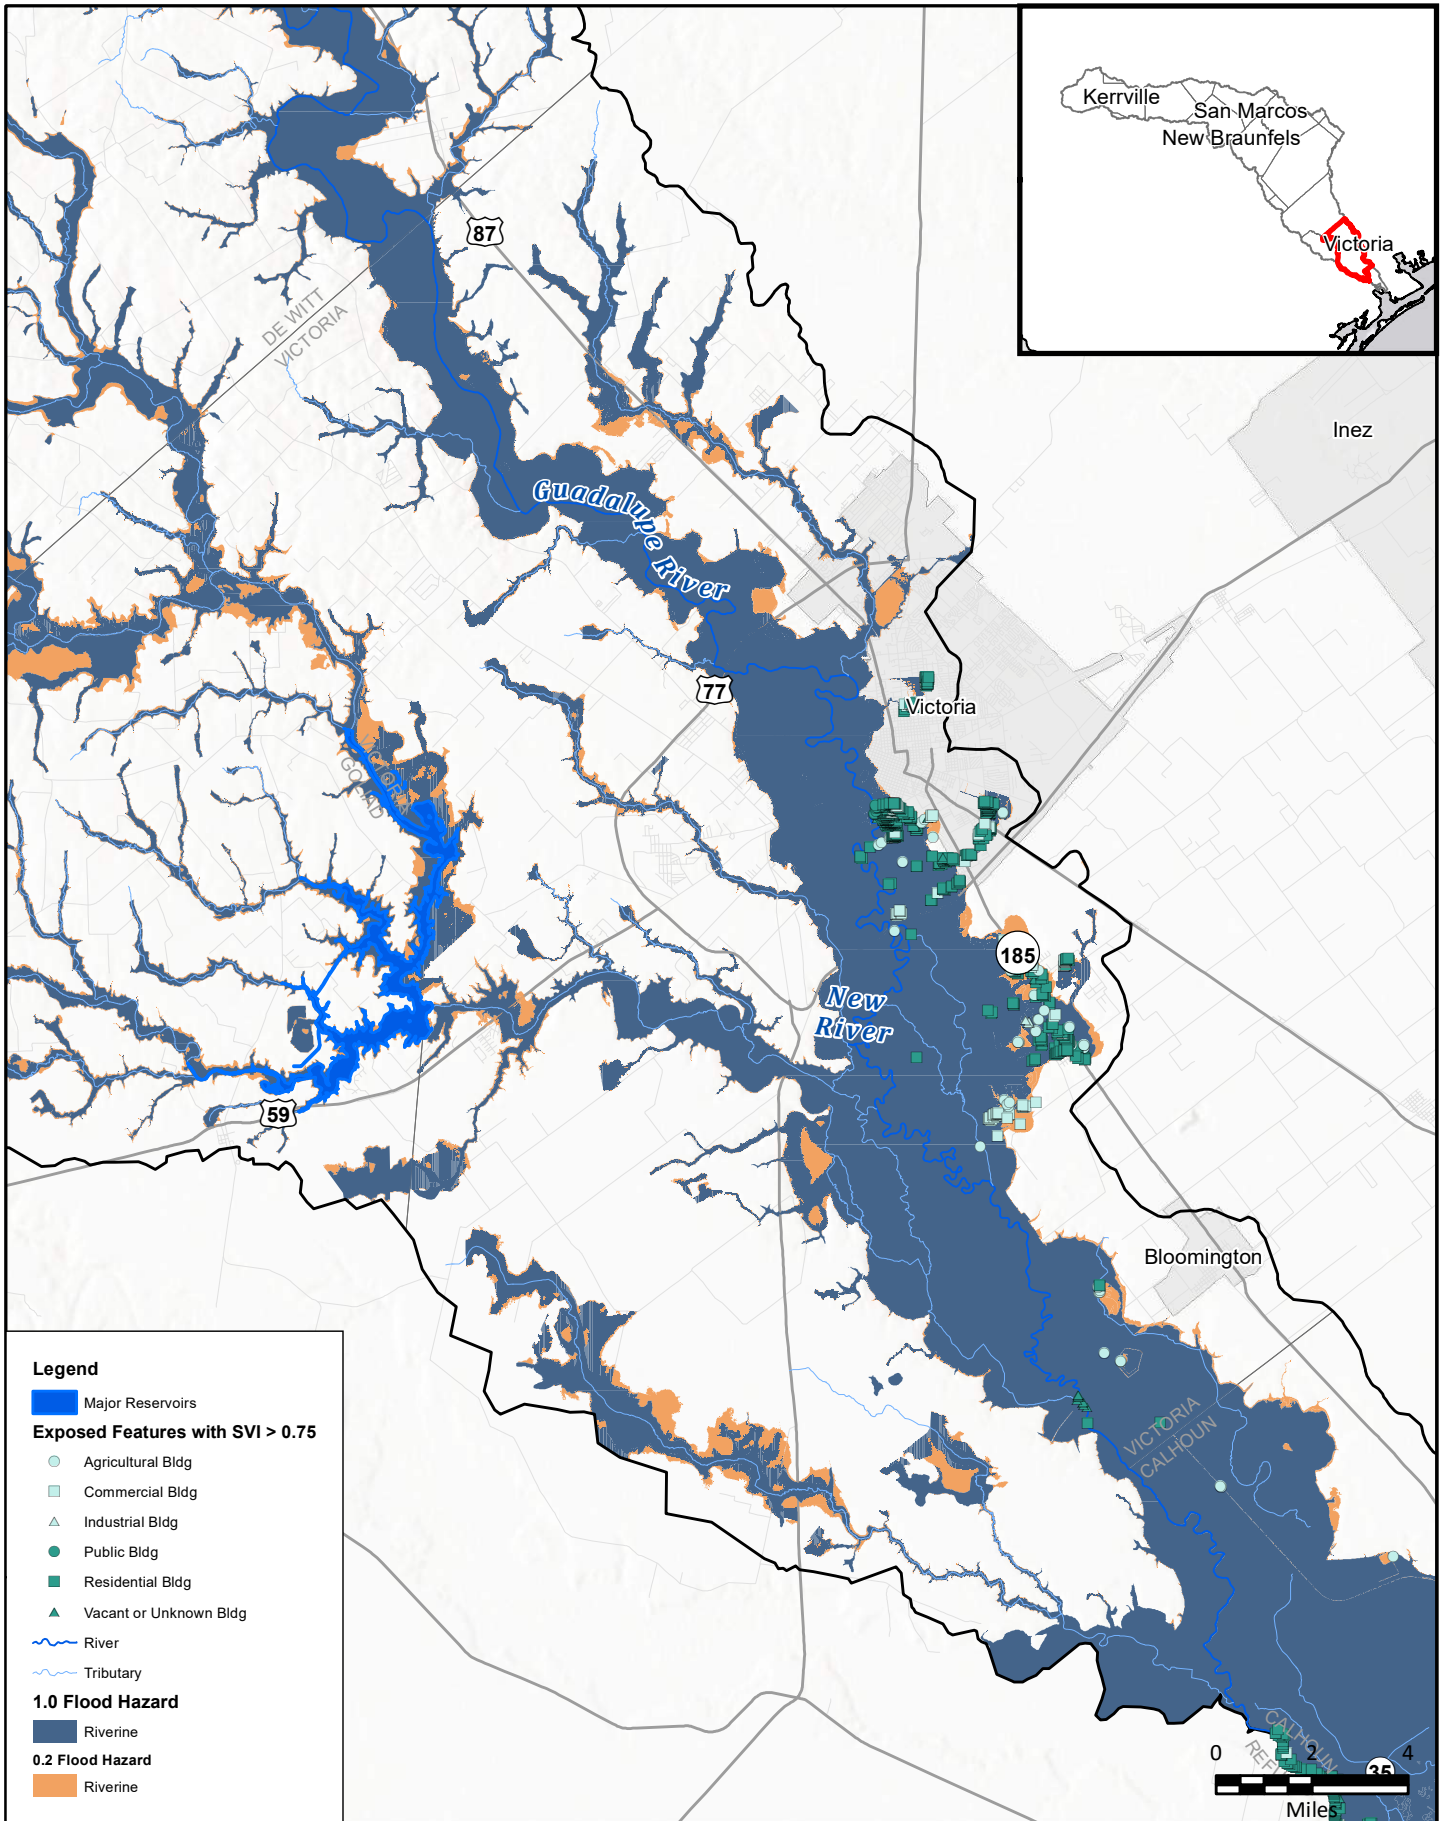 Kerrville
San Marcos
New Braunfels
Victoria
87
DE WITT
VICTORIA
Inez
Guadalupe
River
77
Victoria
VICTORIA
GOLIAD
185
New
River
59
Bloomington
VICTORIA
CALHOUN
CALHOUN
35
0 2 4
Miles
Legend
Major Reservoirs
Exposed Features with SVI > 0.75
Agricultural Bldg
Commercial Bldg
Industrial Bldg
Public Bldg
Residential Bldg
Vacant or Unknown Bldg
River
Tributary
1.0 Flood Hazard
Riverine
0.2 Flood Hazard
Riverine